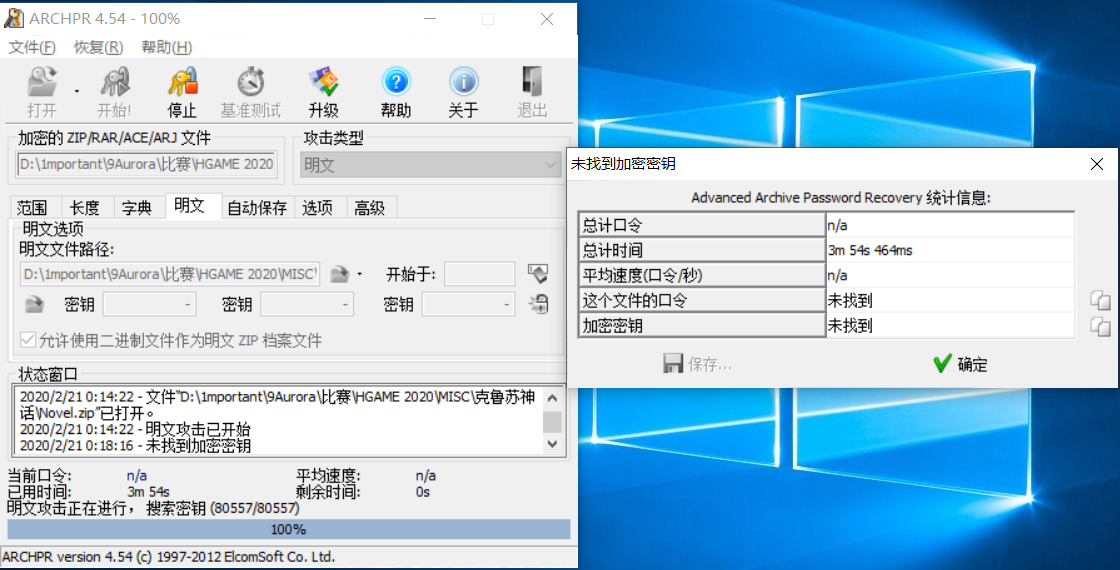 ARCHPR 4.54 - 100%
文件(F) 恢复(R) 帮助(H)
打开 开始! 停止 基准测试 升级 帮助 关于 退出
加密的 ZIP/RAR/ACE/ARJ 文件 攻击类型
D:\1mportant\9Aurora\比赛\HGAME 2020 明文
范围 长度 字典 明文 自动保存 选项 高级
明文选项
明文文件路径:
D:\1mportant\9Aurora\比赛\HGAME 2020\MISC\ 开始于:
密钥 - 密钥 - 密钥 -
允许使用二进制文件作为明文 ZIP 档案文件
状态窗口
2020/2/21 0:14:22 - 文件"D:\1mportant\9Aurora\比赛\HGAME 2020\MISC\克鲁苏神
话\Novel.zip"已打开。
2020/2/21 0:14:22 - 明文攻击已开始
2020/2/21 0:18:16 - 未找到加密密钥
当前口令: n/a 平均速度: n/a
已用时间: 3m 54s 剩余时间: 0s
明文攻击正在进行，搜索密钥 (80557/80557)
100%
ARCHPR version 4.54 (c) 1997-2012 ElcomSoft Co. Ltd.
未找到加密密钥
Advanced Archive Password Recovery 统计信息:
总计口令 n/a
总计时间 3m 54s 464ms
平均速度(口令/秒) n/a
这个文件的口令 未找到
加密密钥 未找到
保存... 确定